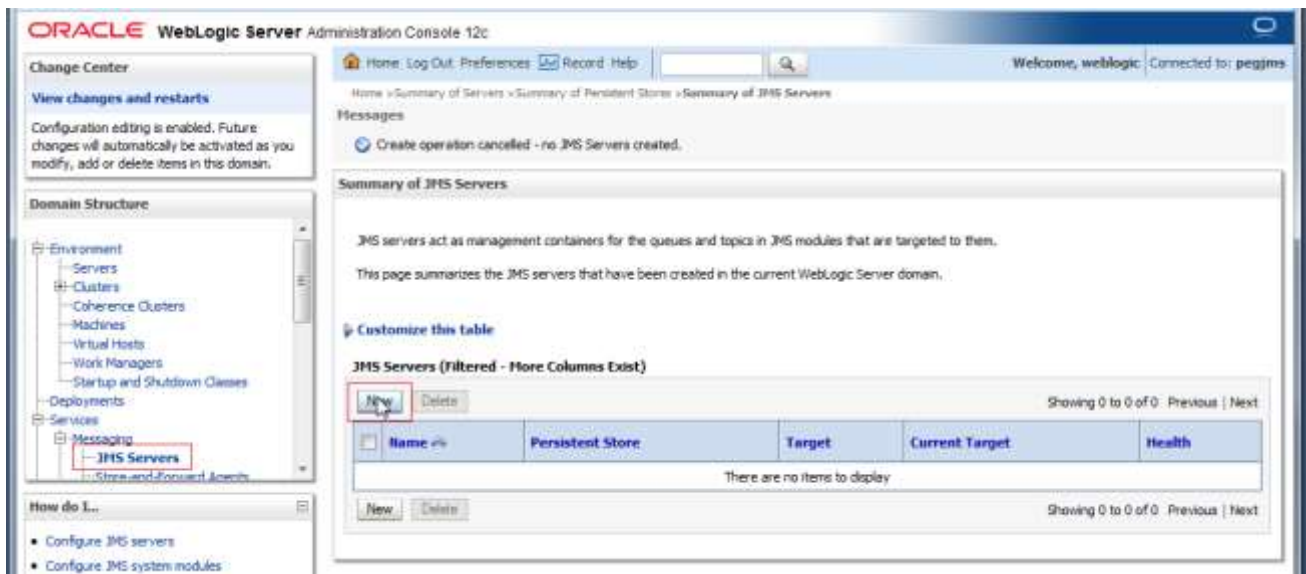 ORACLE WebLogic Server Administration Console 12c
Change Center
View changes and restarts
Configuration editing is enabled. Future
changes will automatically be activated as you
modify, add or delete items in this domain.
Domain Structure
Environment
Servers
Clusters
Coherence Clusters
Machines
Virtual Hosts
Work Managers
Startup and Shutdown Classes
Deployments
Services
Messaging
JMS Servers
Store-and-Forward Agents
How do I...
Configure JMS servers
Configure JMS system modules
Home Log Out Preferences Record Help
Welcome, weblogic Connected to: pegjms
Home >Summary of Servers >Summary of Persistent Stores >Summary of JMS Servers
Messages
Create operation cancelled - no JMS Servers created.
Summary of JMS Servers
JMS servers act as management containers for the queues and topics in JMS modules that are targeted to them.
This page summarizes the JMS servers that have been created in the current WebLogic Server domain.
Customize this table
JMS Servers (Filtered - More Columns Exist)
New Delete Showing 0 to 0 of 0 Previous | Next
Name Persistent Store Target Current Target Health
There are no items to display
New Delete Showing 0 to 0 of 0 Previous | Next